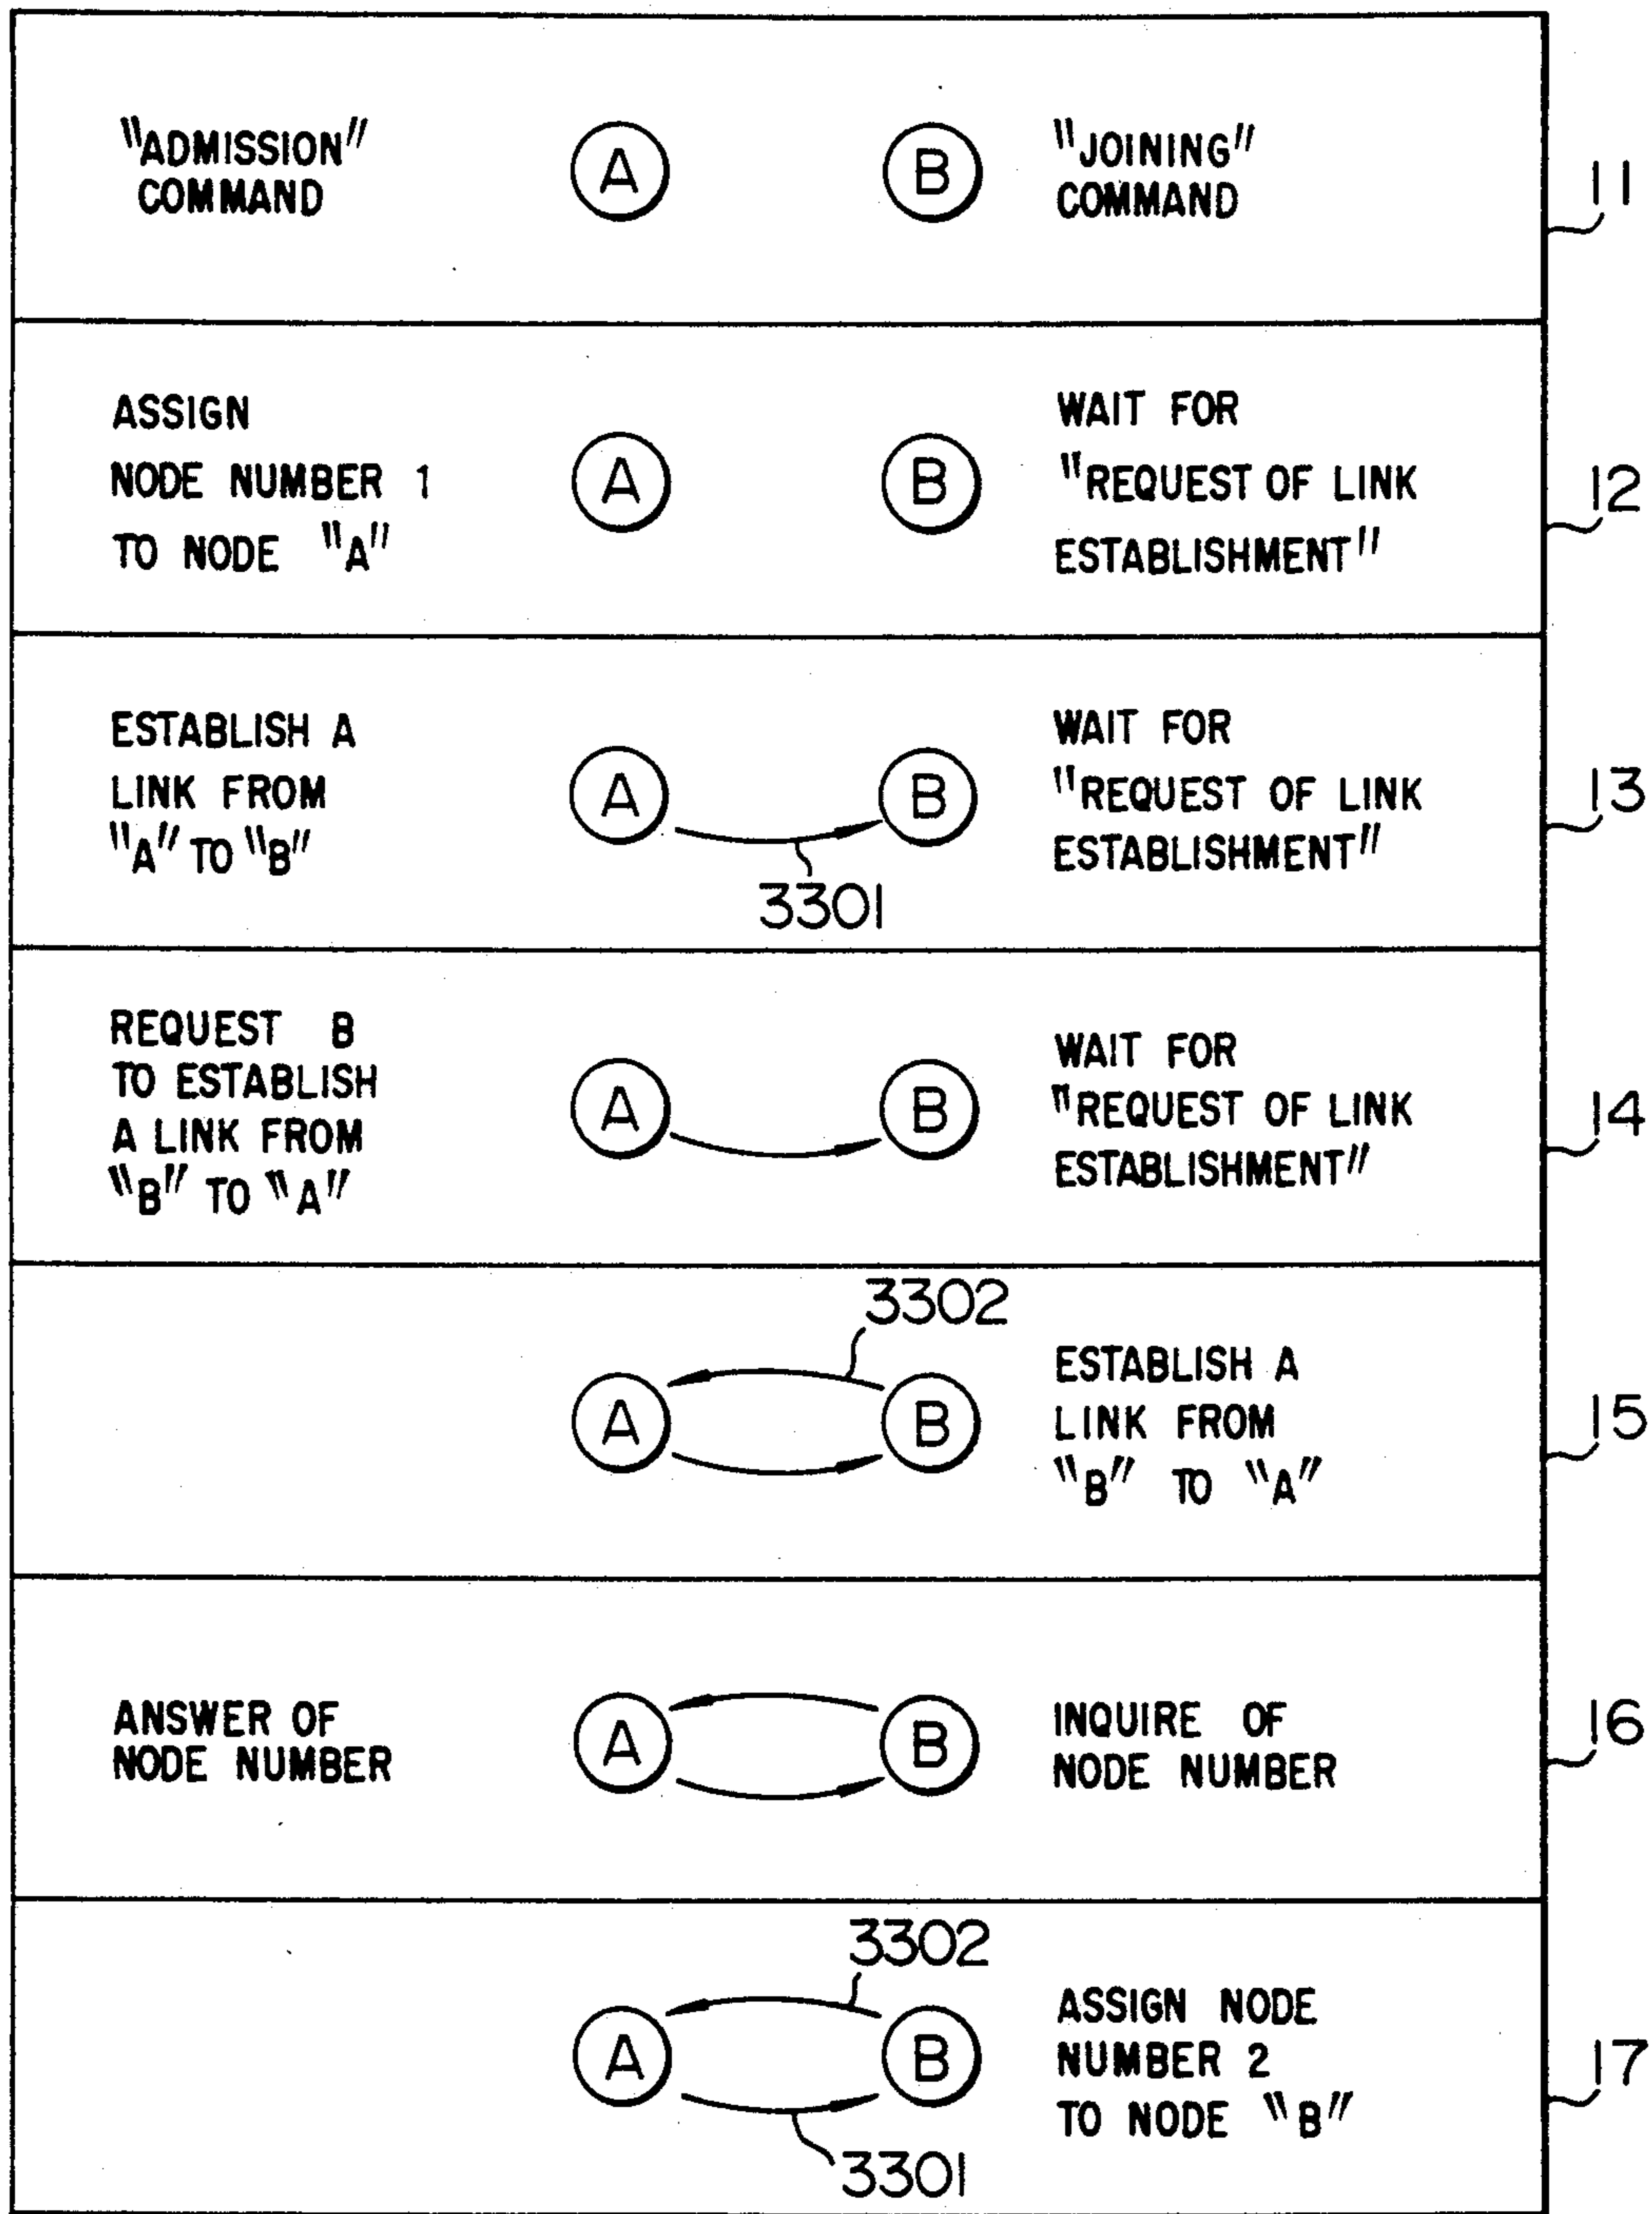 "ADMISSION"
COMMAND
A
B
"JOINING"
COMMAND
11
ASSIGN
NODE NUMBER 1
TO NODE "A"
A
B
WAIT FOR
"REQUEST OF LINK
ESTABLISHMENT"
12
ESTABLISH A
LINK FROM
"A" TO "B"
A
B
3301
WAIT FOR
"REQUEST OF LINK
ESTABLISHMENT"
13
REQUEST B
TO ESTABLISH
A LINK FROM
"B" TO "A"
A
B
WAIT FOR
"REQUEST OF LINK
ESTABLISHMENT"
14
3302
A
B
ESTABLISH A
LINK FROM
"B" TO "A"
15
ANSWER OF
NODE NUMBER
A
B
INQUIRE OF
NODE NUMBER
16
3302
A
B
3301
ASSIGN NODE
NUMBER 2
TO NODE "B"
17